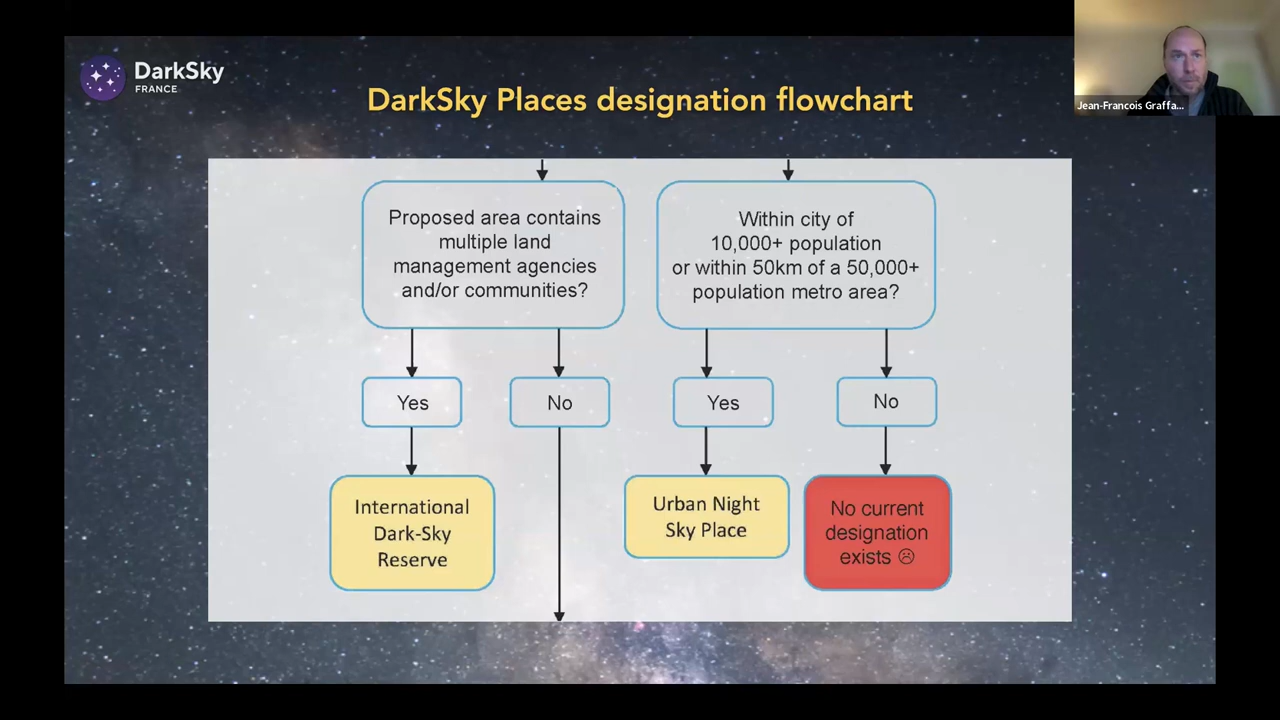 DarkSky
FRANCE
DarkSky Places designation flowchart
Jean-Francois Graffa...
Proposed area contains
multiple land
management agencies
and/or communities?
Within city of
10,000+ population
or within 50km of a 50,000+
population metro area?
Yes
No
Yes
No
International
Dark-Sky
Reserve
Urban Night
Sky Place
No current
designation
exists ☹